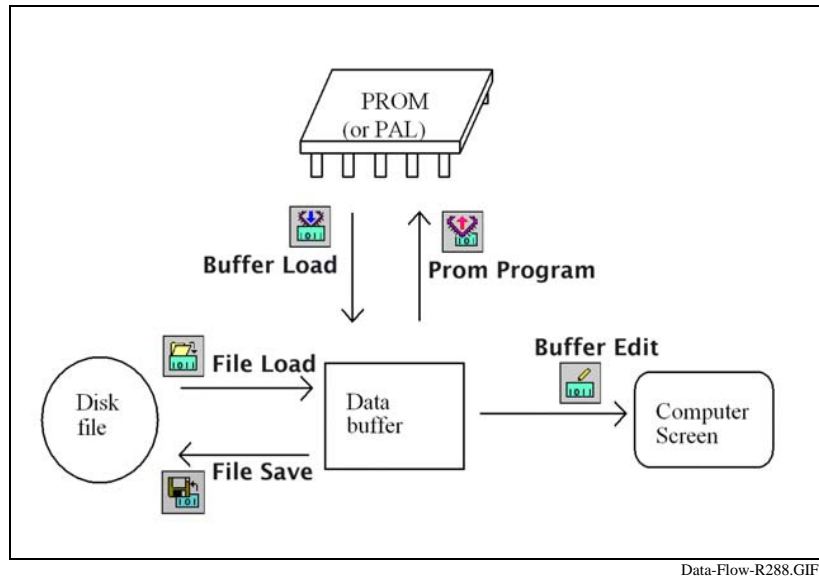 PROM
(or PAL)
Buffer Load
Prom Program
File Load
Buffer Edit
Disk
file
Data
buffer
Computer
Screen
File Save
Data-Flow-R288.GIF